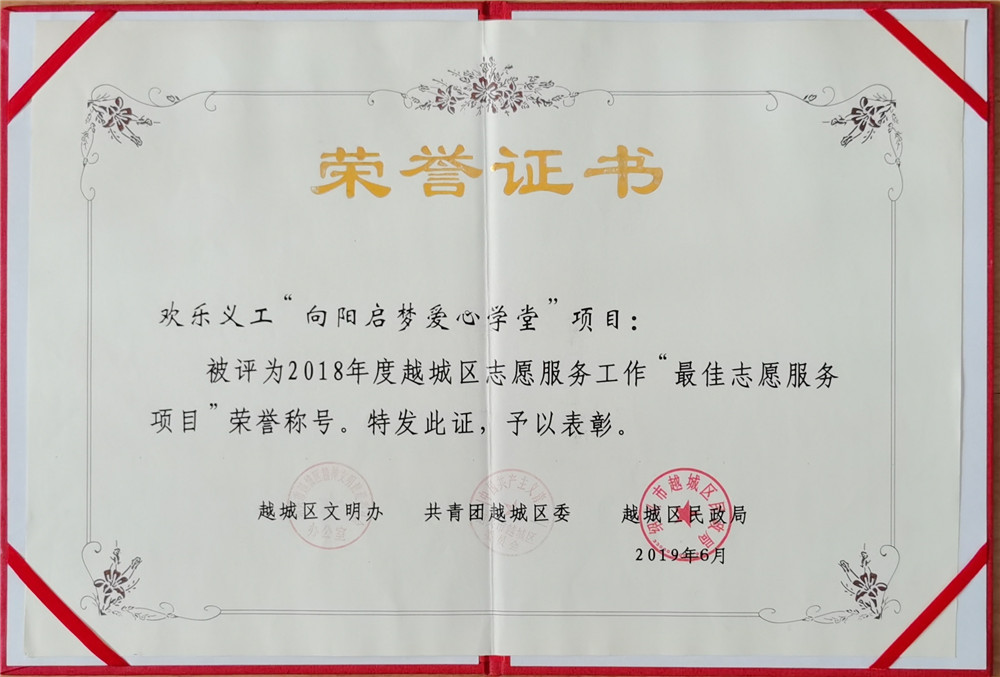 荣誉证书
欢乐义工“向阳启梦爱心学堂”项目：
被评为2018年度越城区志愿服务工作“最佳志愿服务
项目”荣誉称号。特发此证，予以表彰。
越城区文明办 共青团越城区委 越城区民政局
2019年6月